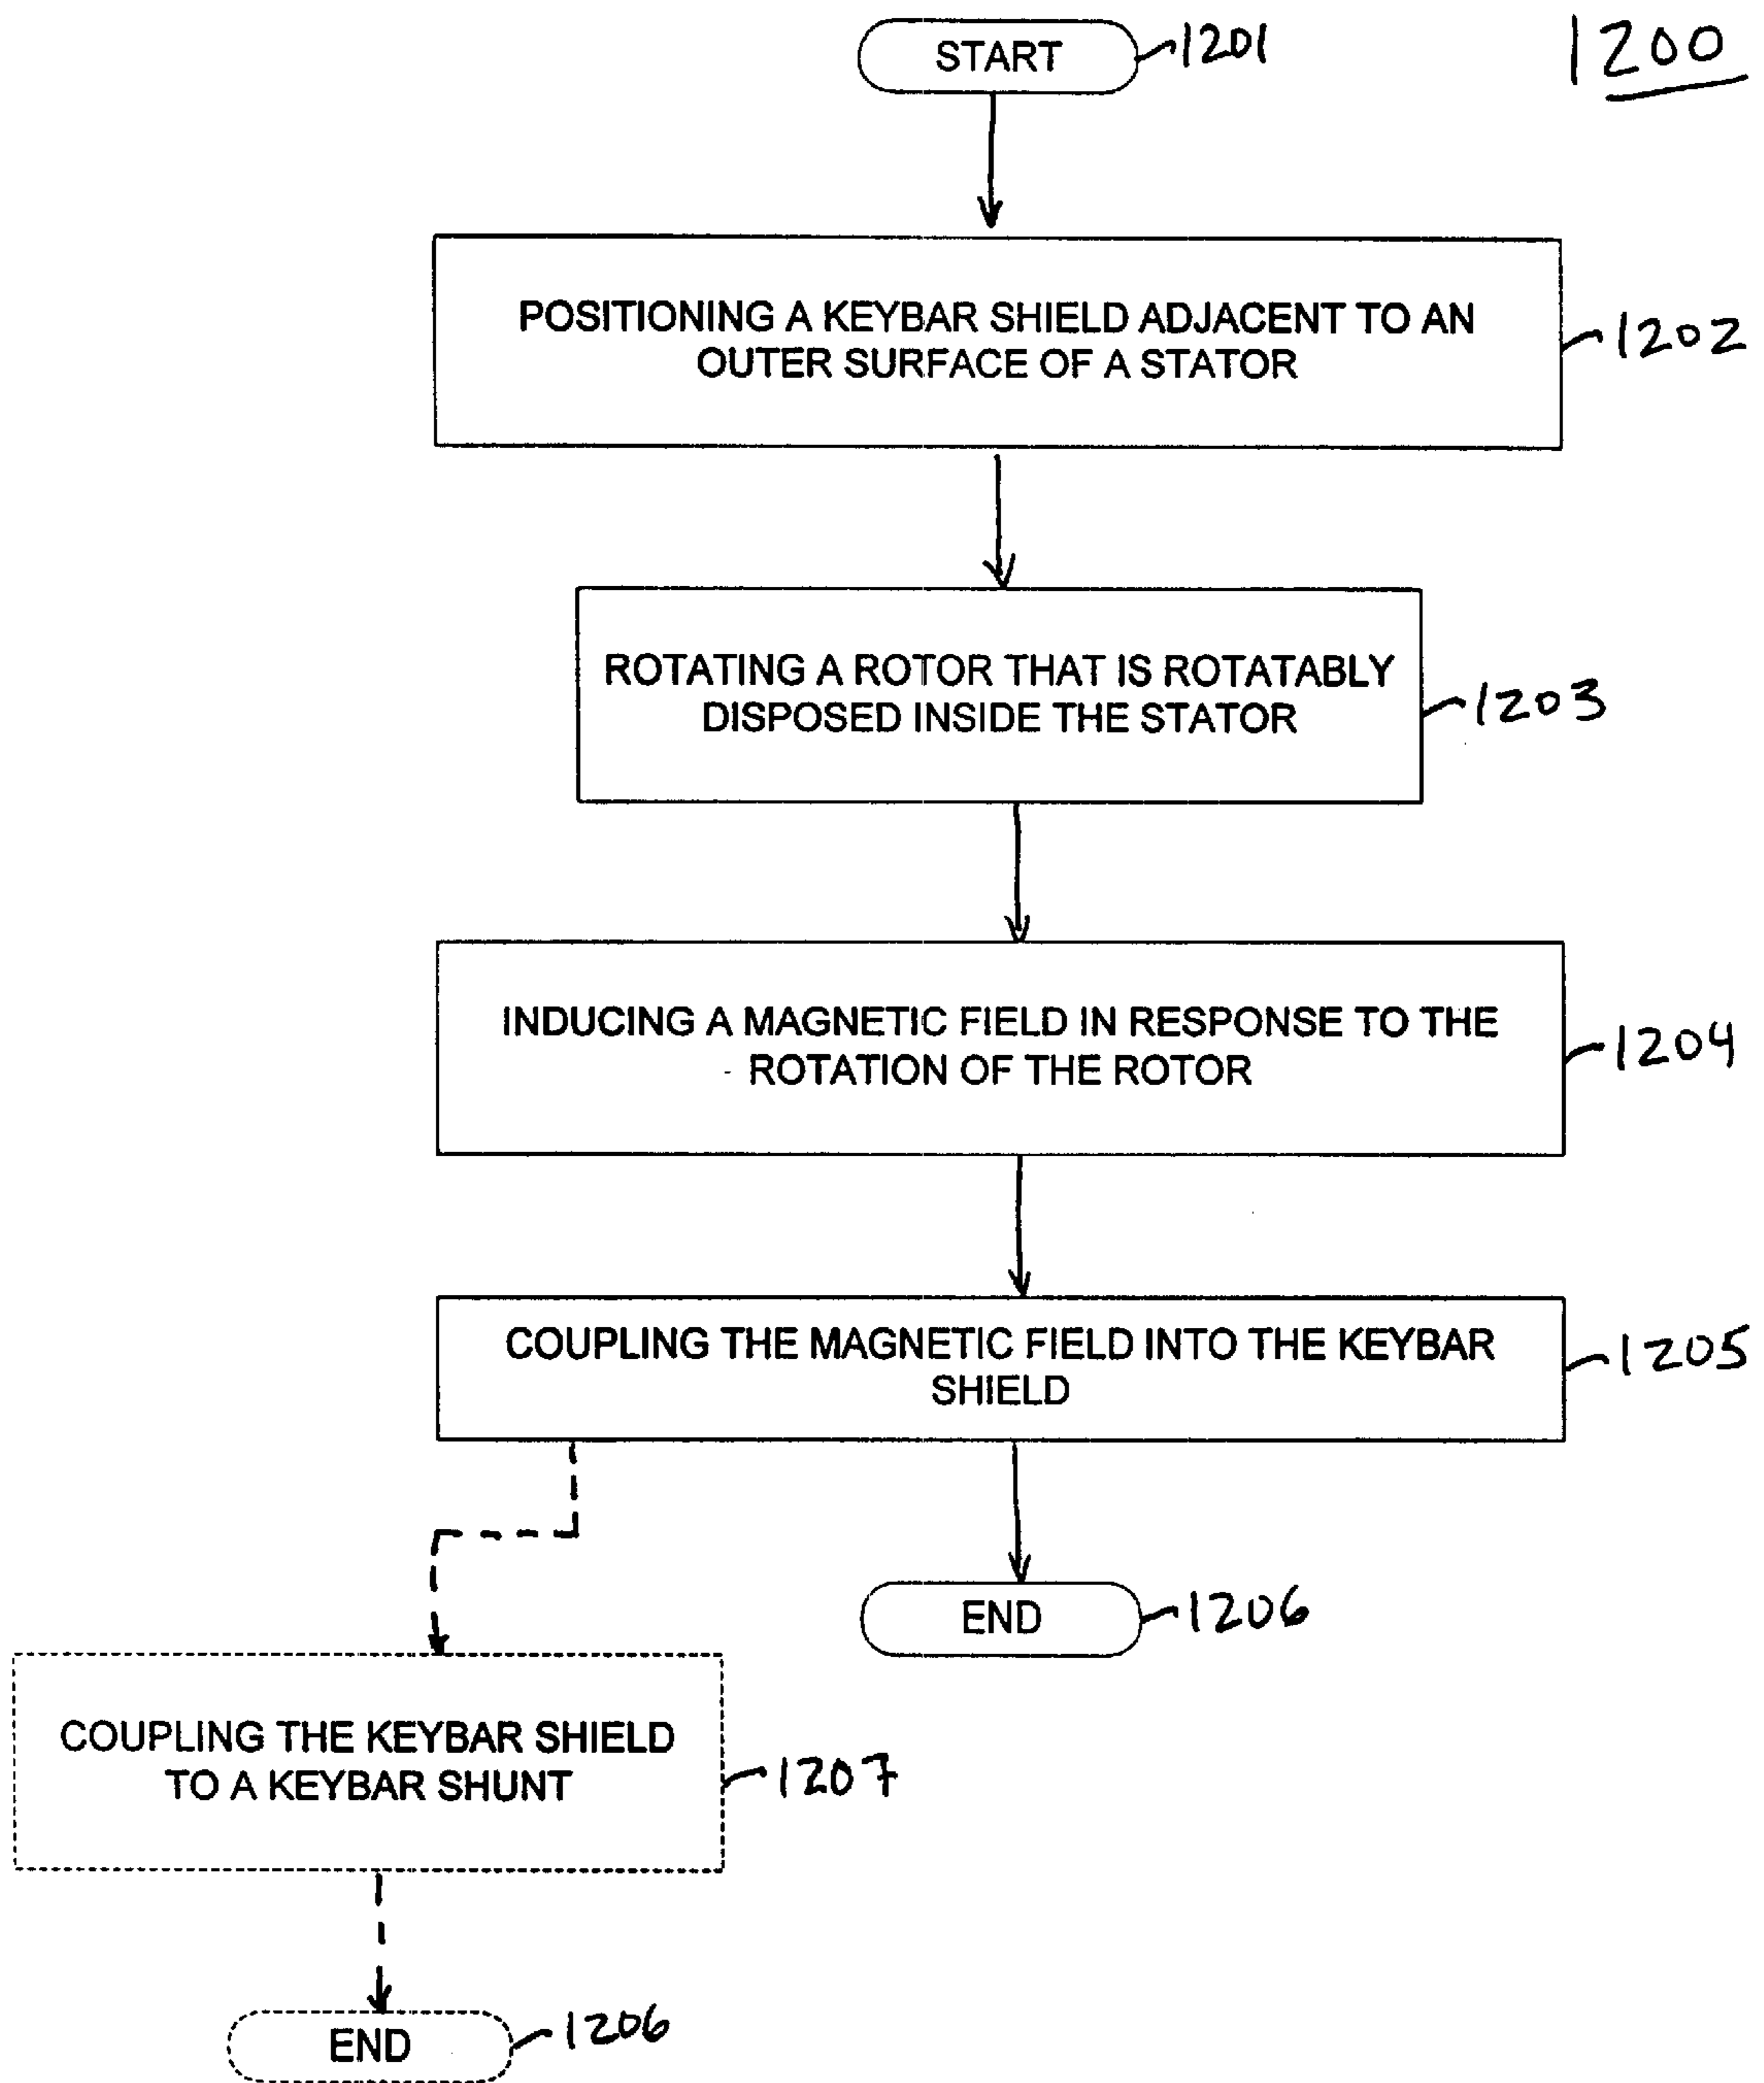 1200
START
1201
POSITIONING A KEYBAR SHIELD ADJACENT TO AN
OUTER SURFACE OF A STATOR
1202
ROTATING A ROTOR THAT IS ROTATABLY
DISPOSED INSIDE THE STATOR
1203
INDUCING A MAGNETIC FIELD IN RESPONSE TO THE
ROTATION OF THE ROTOR
1204
COUPLING THE MAGNETIC FIELD INTO THE KEYBAR
SHIELD
1205
END
1206
COUPLING THE KEYBAR SHIELD
TO A KEYBAR SHUNT
1207
END
1206